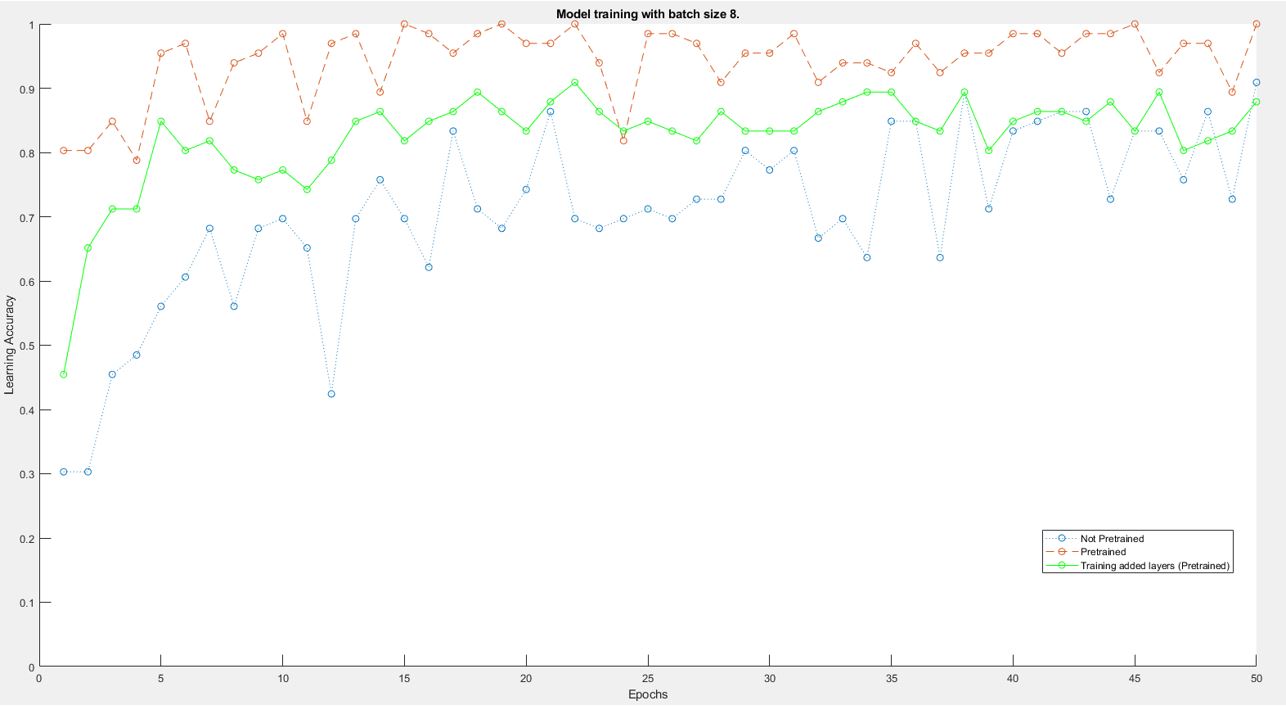 Model training with batch size 8.
1
0.9
0.8
0.7
0.6
0.5
0.4
0.3
0.2
0.1
0
Learning Accuracy
0 5 10 15 20 25 30 35 40 45 50
Epochs
Not Pretrained
Pretrained
Training added layers (Pretrained)